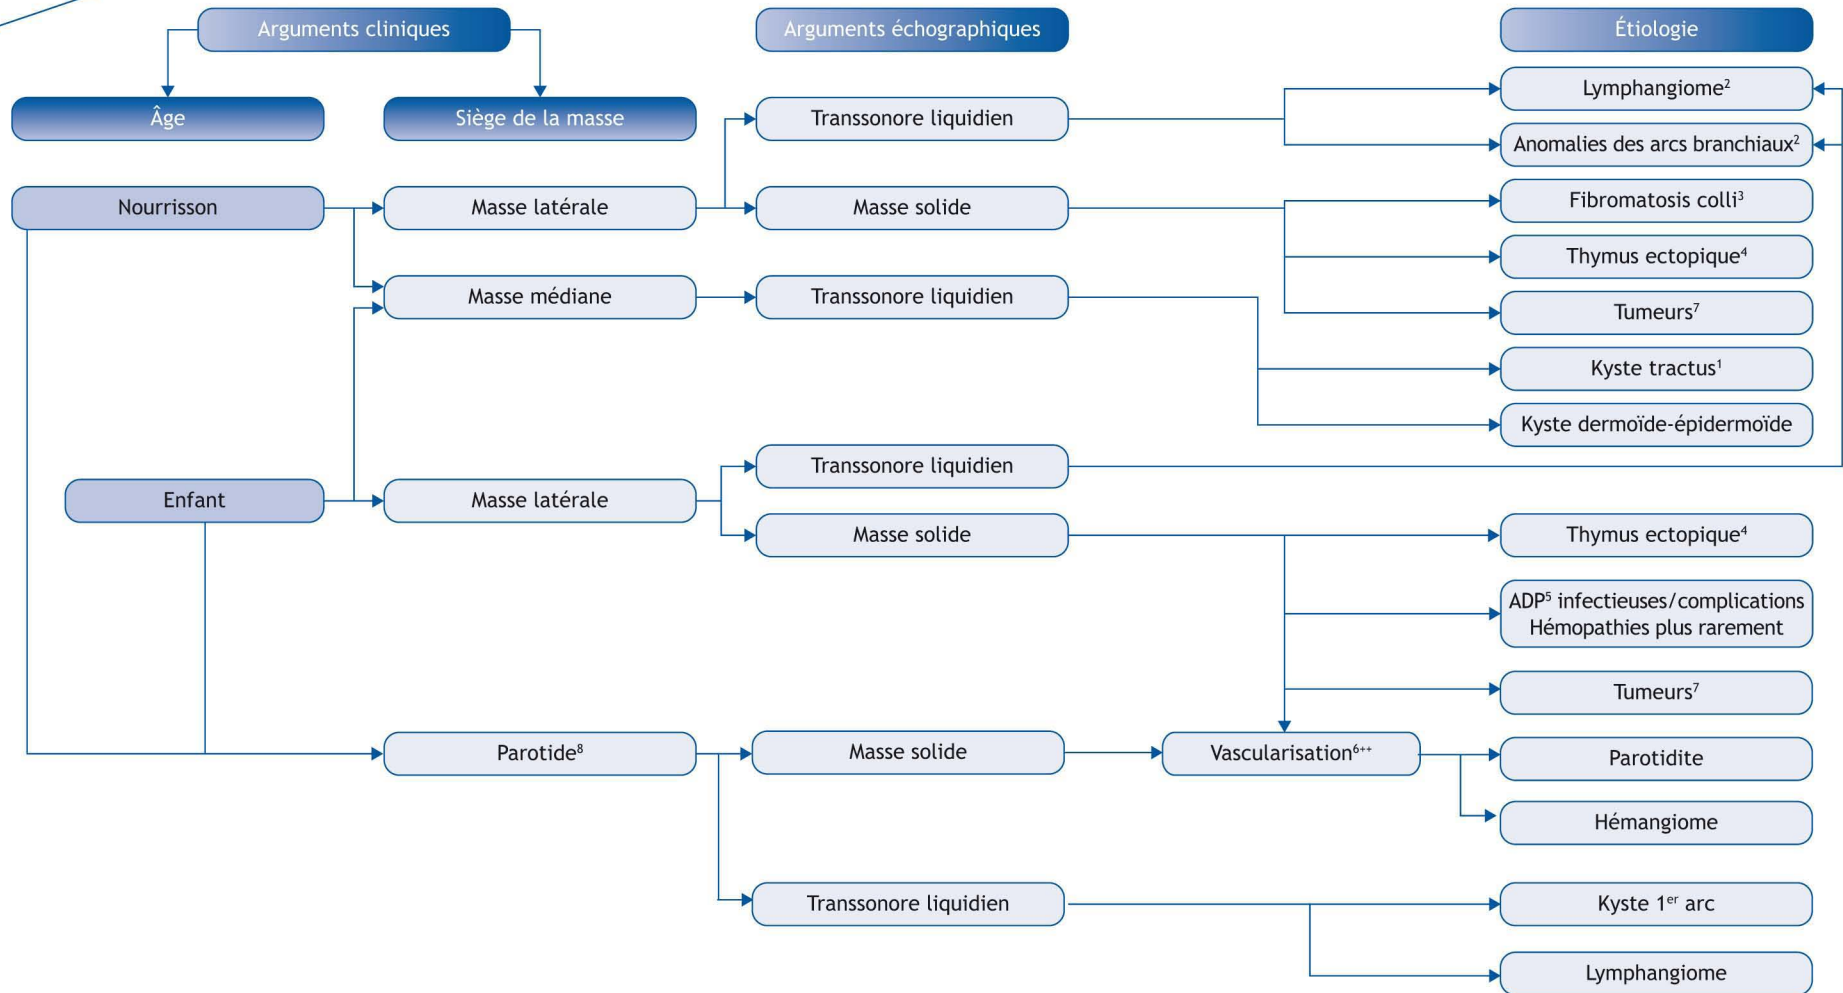 Arguments cliniques
Arguments échographiques
Étiologie
Âge
Siège de la masse
Transsonore liquidien
Lymphangiome²
Anomalies des arcs branchiaux²
Nourrisson
Masse latérale
Masse solide
Fibromatosis colli³
Thymus ectopique⁴
Masse médiane
Transsonore liquidien
Tumeurs⁷
Kyste tractus¹
Kyste dermoïde-épidermoïde
Transsonore liquidien
Enfant
Masse latérale
Masse solide
Thymus ectopique⁴
ADP⁵ infectieuses/complications
Hémopathies plus rarement
Tumeurs⁷
Parotide⁸
Masse solide
Vascularisation⁶⁺⁺
Parotidite
Hémangiome
Transsonore liquidien
Kyste 1ᵉʳ arc
Lymphangiome